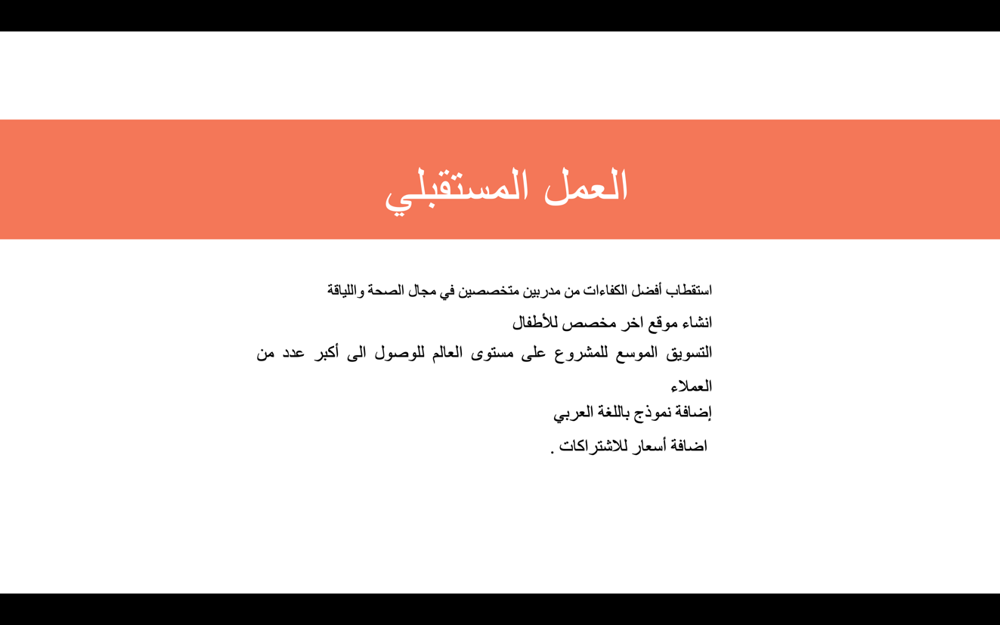 العمل المستقبلي
استقطاب أفضل الكفاءات من مدربين متخصصين في مجال الصحة واللياقة
انشاء موقع اخر مخصص للأطفال
التسويق الموسع للمشروع على مستوى العالم للوصول الى أكبر عدد من
العملاء
إضافة نموذج باللغة العربي
اضافة أسعار للاشتراكات .